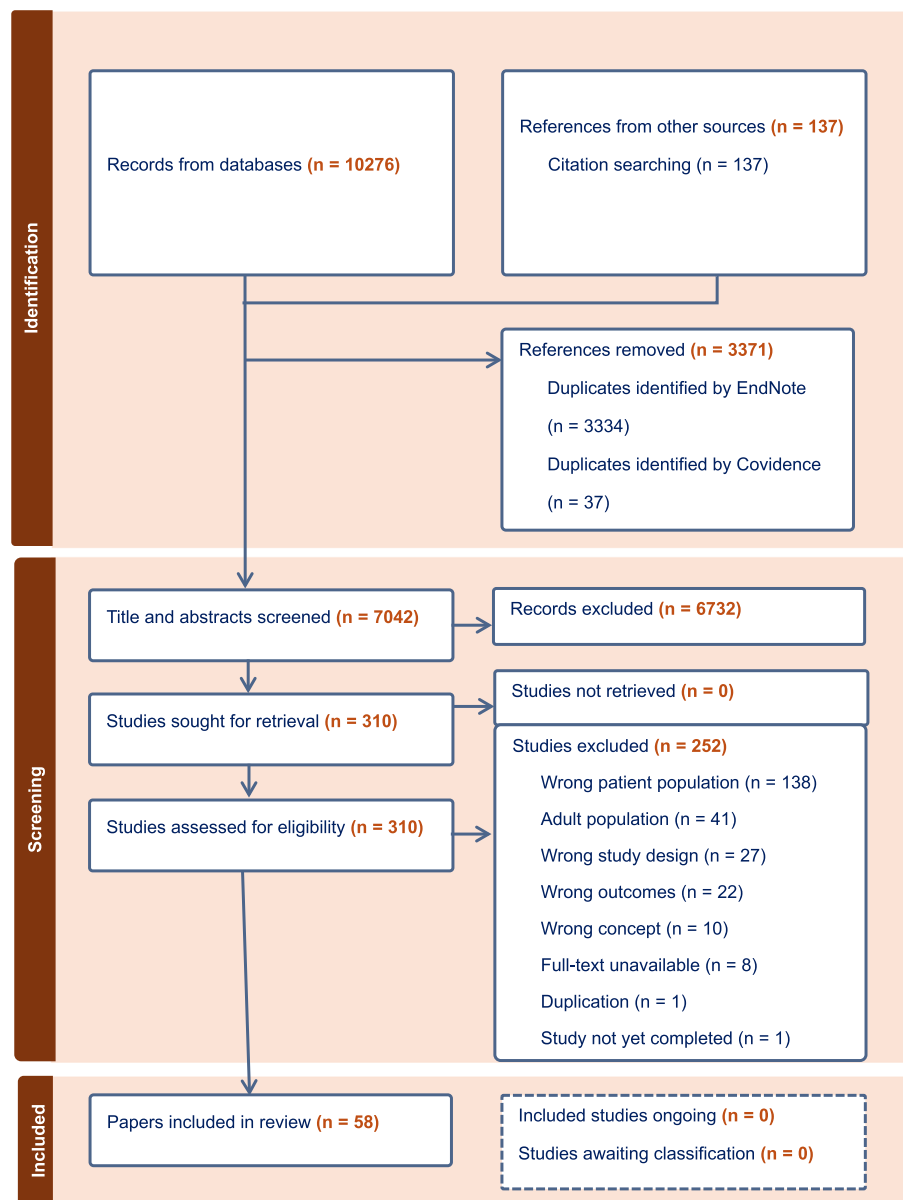 Identification
Records from databases (n = 10276)
References from other sources (n = 137)
Citation searching (n = 137)
References removed (n = 3371)
Duplicates identified by EndNote
(n = 3334)
Duplicates identified by Covidence
(n = 37)
Screening
Title and abstracts screened (n = 7042)
Records excluded (n = 6732)
Studies sought for retrieval (n = 310)
Studies not retrieved (n = 0)
Studies assessed for eligibility (n = 310)
Studies excluded (n = 252)
Wrong patient population (n = 138)
Adult population (n = 41)
Wrong study design (n = 27)
Wrong outcomes (n = 22)
Wrong concept (n = 10)
Full-text unavailable (n = 8)
Duplication (n = 1)
Study not yet completed (n = 1)
Included
Papers included in review (n = 58)
Included studies ongoing (n = 0)
Studies awaiting classification (n = 0)